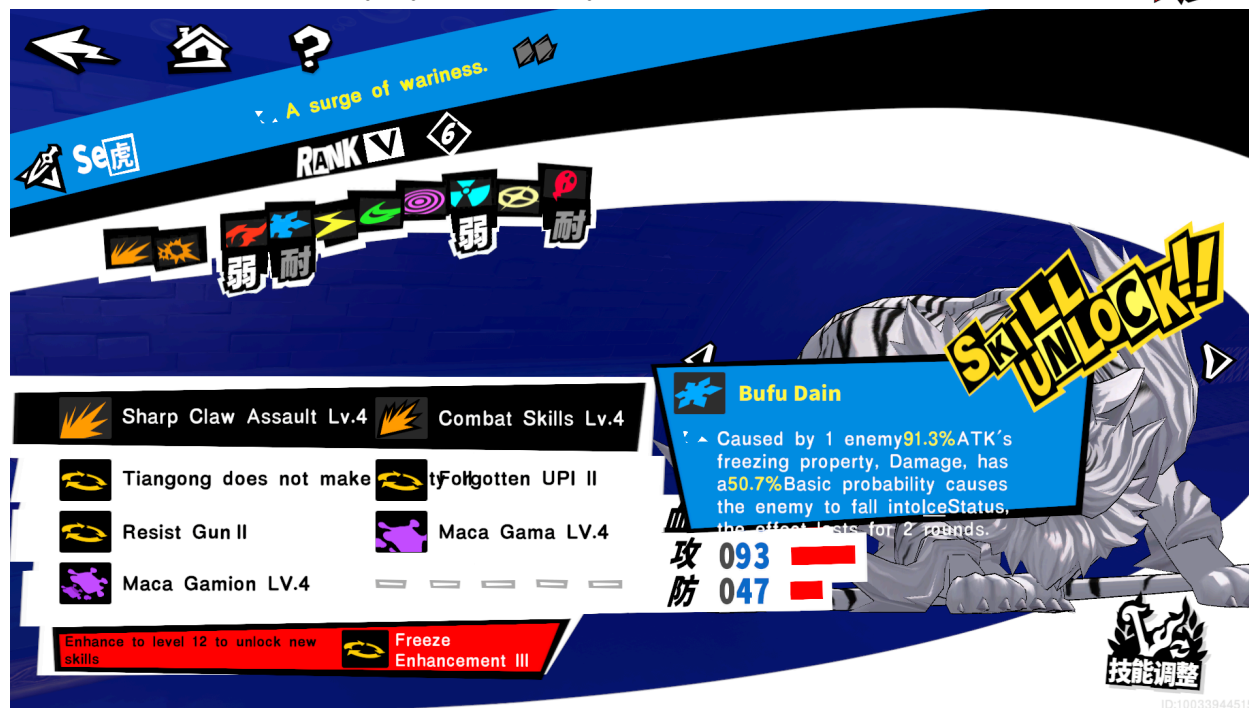 A surge of wariness.
Se虎
RANK V 6
弱 耐 弱 耐
SKILL
UNLOCK!!
Sharp Claw Assault Lv.4
Combat Skills Lv.4
Tiangong does not make
Forgotten UPI II
Resist Gun II
Maca Gama LV.4
Maca Gamion LV.4
Enhance to level 12 to unlock new
skills
Freeze
Enhancement III
Bufu Dain
Caused by 1 enemy91.3%ATK's
freezing property, Damage, has
a50.7%Basic probability causes
the enemy to fall intoIceStatus,
the effect lasts for 2 rounds.
攻 093
防 047
技能调整